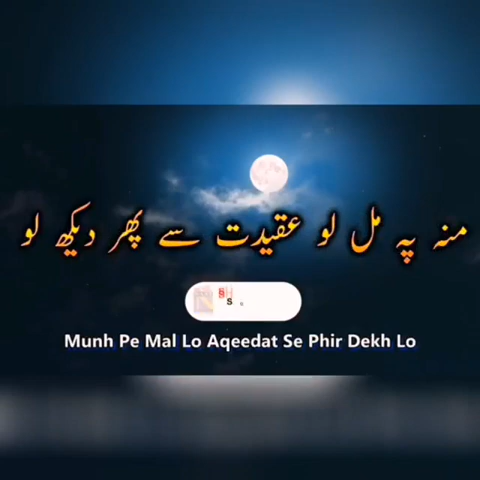 منہ پہ مل لو عقیدت سے پھر دیکھ لو
Munh Pe Mal Lo Aqeedat Se Phir Dekh Lo